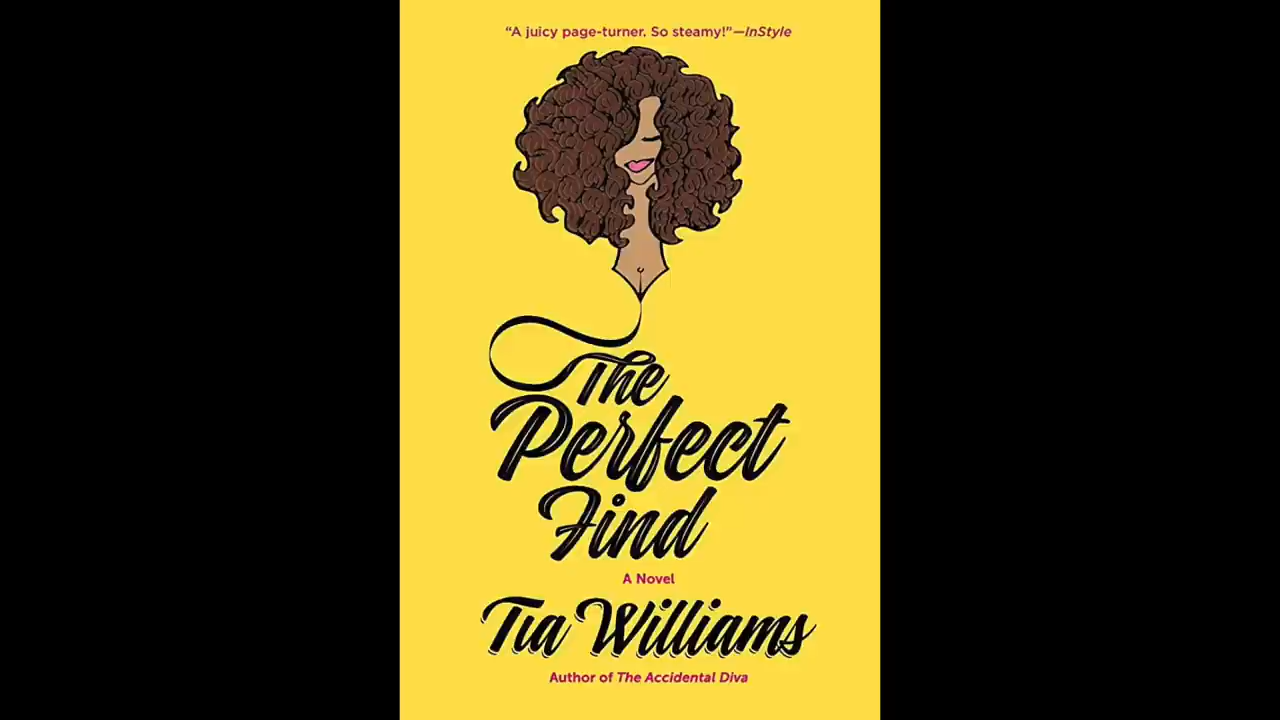 “A juicy page-turner. So steamy!”—InStyle
The
Perfect
Find
A Novel
Tia Williams
Author of The Accidental Diva